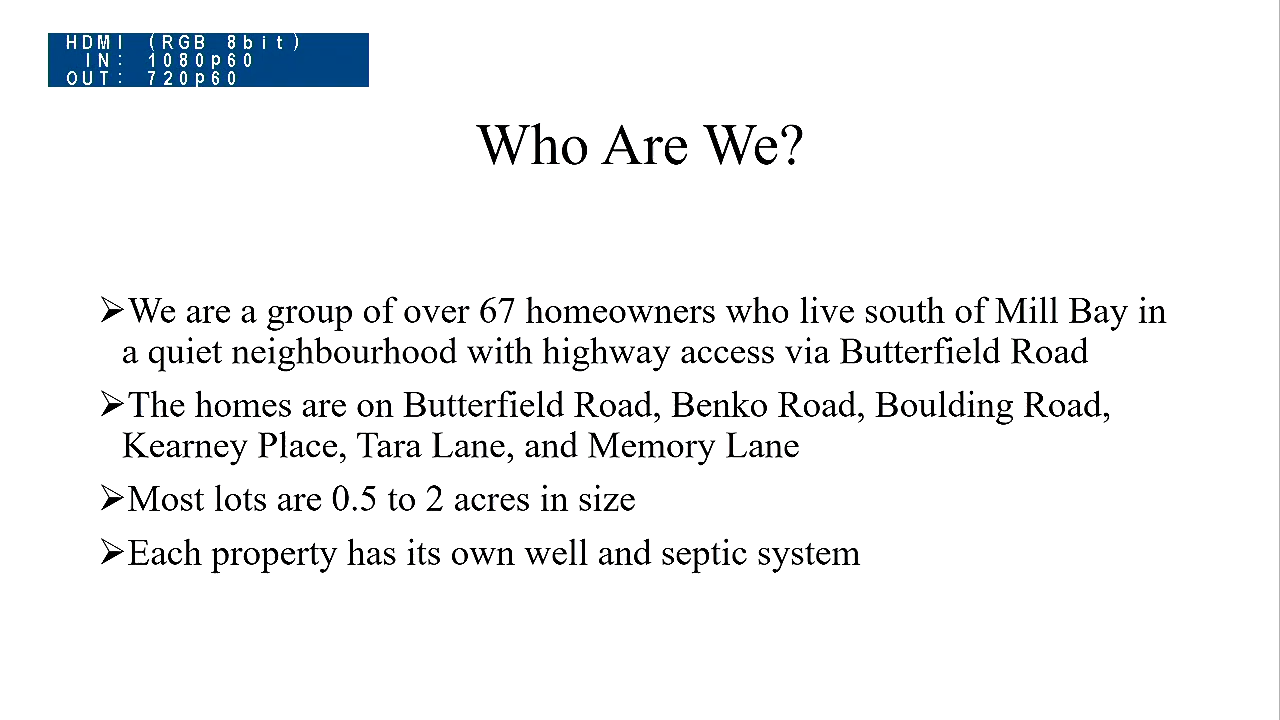 HDMI (RGB 8bit)
IN: 1080p60
OUT: 720p60
Who Are We?
➢We are a group of over 67 homeowners who live south of Mill Bay in
a quiet neighbourhood with highway access via Butterfield Road
➢The homes are on Butterfield Road, Benko Road, Boulding Road,
Kearney Place, Tara Lane, and Memory Lane
➢Most lots are 0.5 to 2 acres in size
➢Each property has its own well and septic system